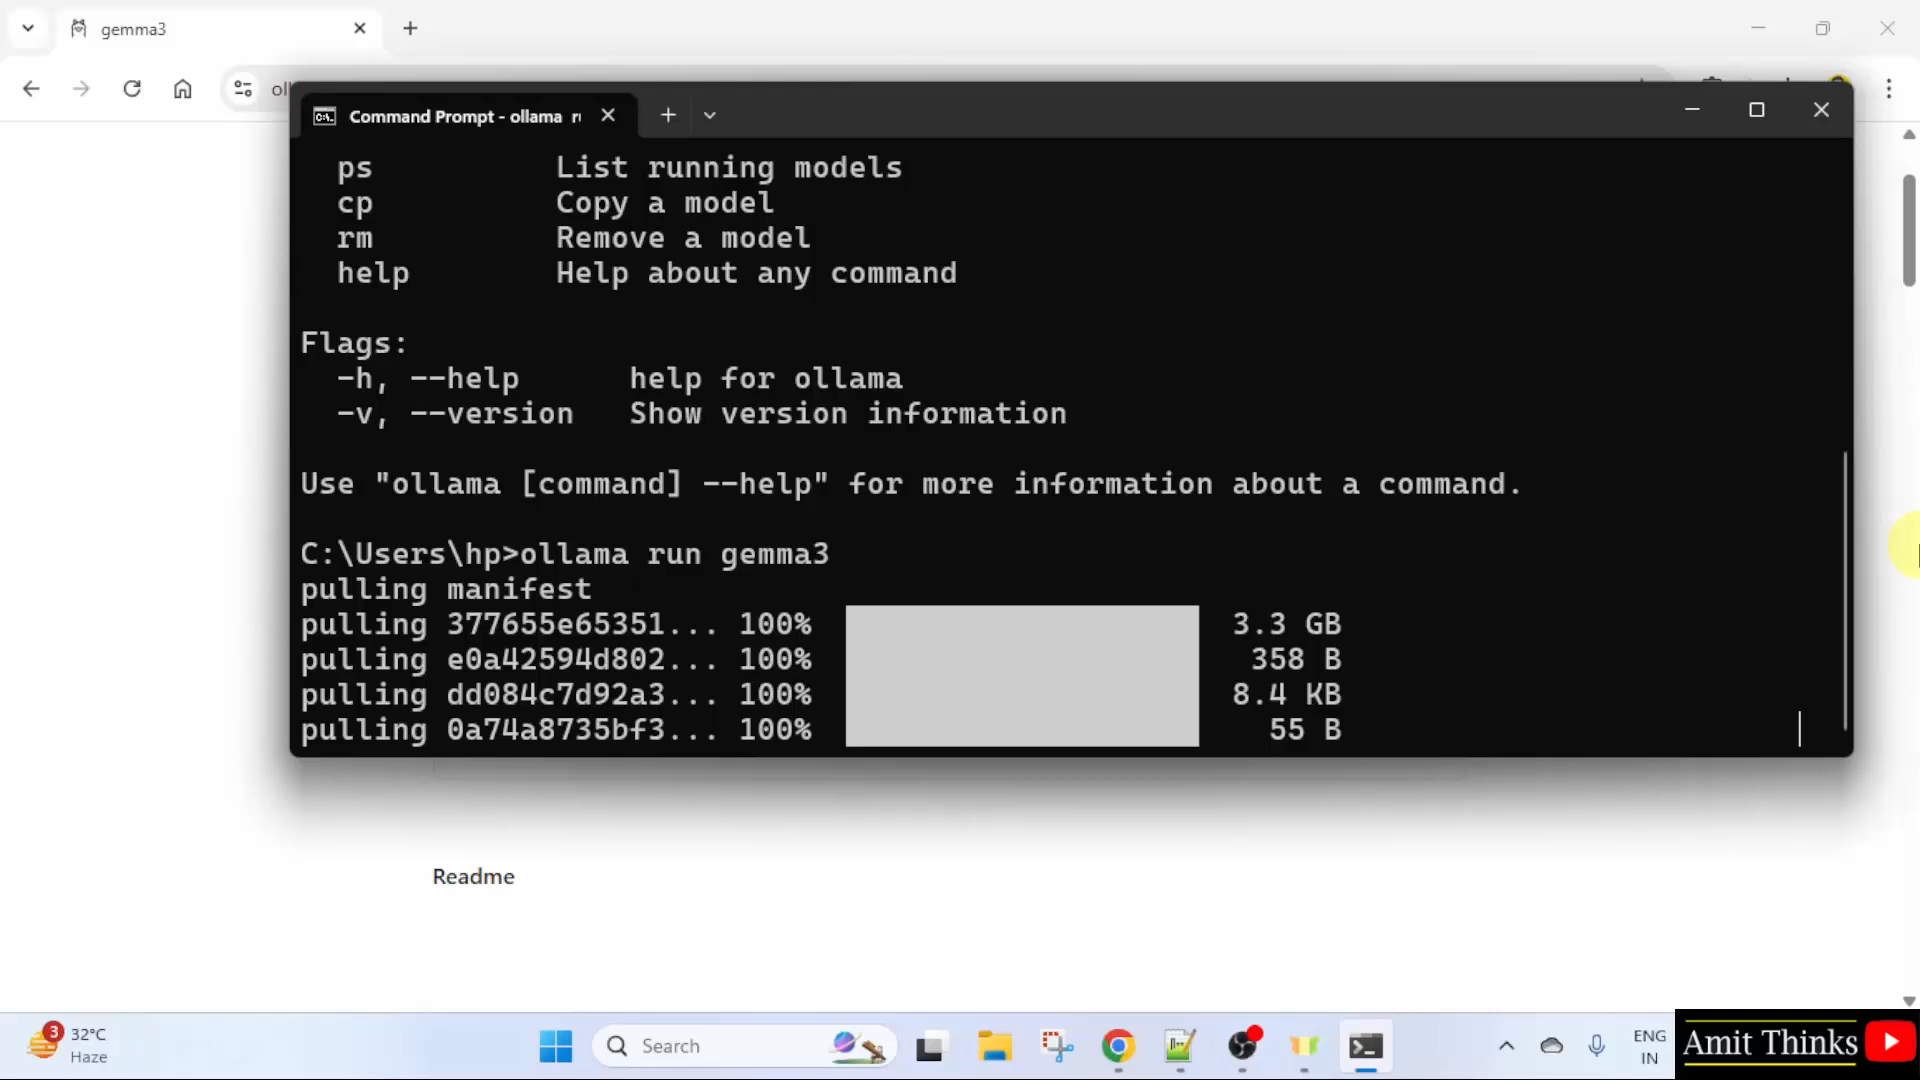 gemma3
oll
Command Prompt - ollama r
ps List running models
cp Copy a model
rm Remove a model
help Help about any command
Flags:
-h, --help help for ollama
-v, --version Show version information
Use "ollama [command] --help" for more information about a command.
C:\Users\hp>ollama run gemma3
pulling manifest
pulling 377655e65351... 100% 3.3 GB
pulling e0a42594d802... 100% 358 B
pulling dd084c7d92a3... 100% 8.4 KB
pulling 0a74a8735bf3... 100% 55 B
Readme
3
32°C
Haze
Search
ENG
IN
Amit Thinks